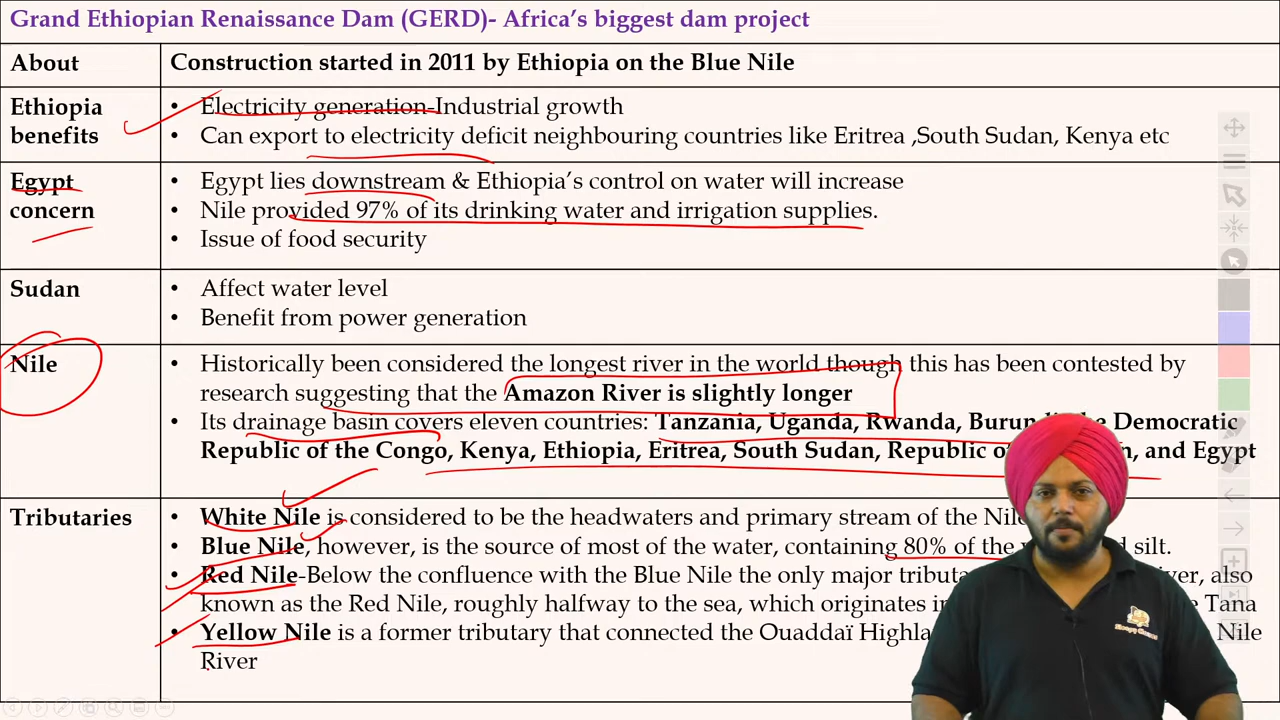 Grand Ethiopian Renaissance Dam (GERD)- Africa's biggest dam project
About
Construction started in 2011 by Ethiopia on the Blue Nile
Ethiopia benefits
• Electricity generation-Industrial growth
• Can export to electricity deficit neighbouring countries like Eritrea ,South Sudan, Kenya etc
Egypt concern
• Egypt lies downstream & Ethiopia's control on water will increase
• Nile provided 97% of its drinking water and irrigation supplies.
• Issue of food security
Sudan
• Affect water level
• Benefit from power generation
Nile
• Historically been considered the longest river in the world though this has been contested by
research suggesting that the Amazon River is slightly longer
• Its drainage basin covers eleven countries: Tanzania, Uganda, Rwanda, Democratic
Republic of the Congo, Kenya, Ethiopia, Eritrea, South Sudan, Republic and Egypt
Tributaries
• White Nile is considered to be the headwaters and primary stream of the Nile
• Blue Nile, however, is the source of most of the water, containing 80% of the silt.
• Red Nile-Below the confluence with the Blue Nile the only major also
known as the Red Nile, roughly halfway to the sea, which originates Tana
• Yellow Nile is a former tributary that connected the Ouaddaï Nile
River